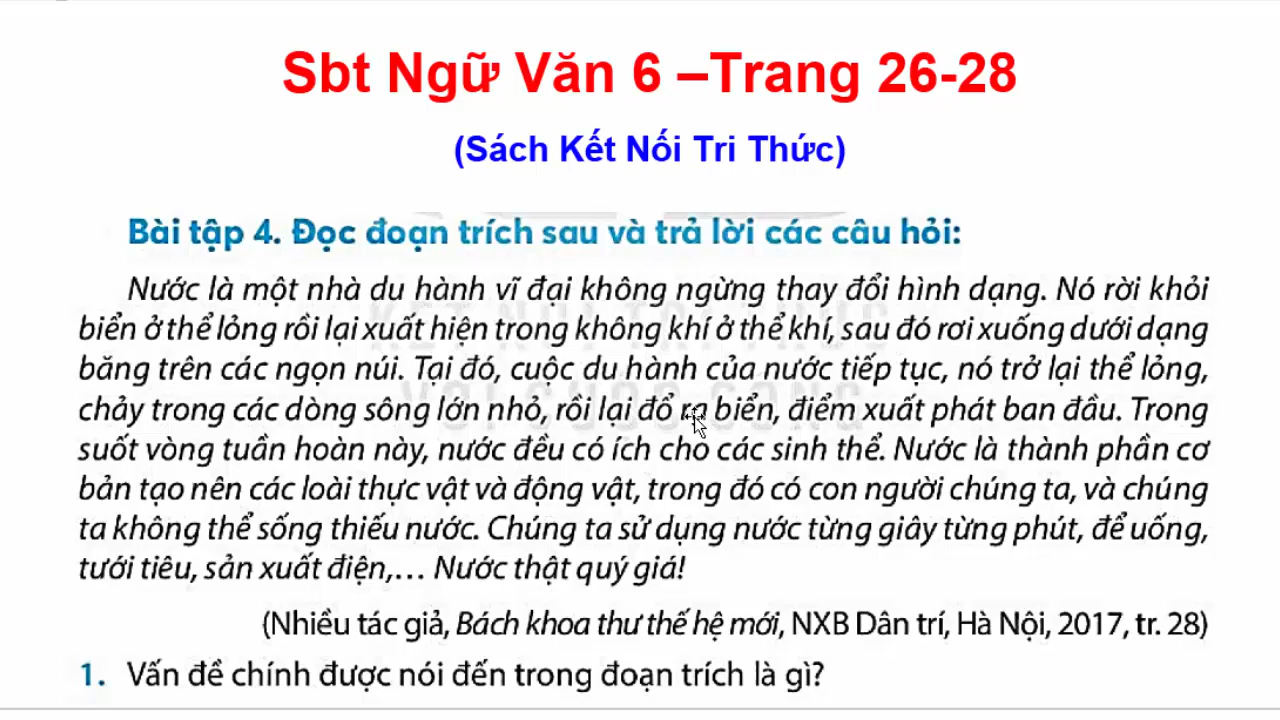 Sbt Ngữ Văn 6 –Trang 26-28
(Sách Kết Nối Tri Thức)
Bài tập 4. Đọc đoạn trích sau và trả lời các câu hỏi:
Nước là một nhà du hành vĩ đại không ngừng thay đổi hình dạng. Nó rời khỏi
biển ở thể lỏng rồi lại xuất hiện trong không khí ở thể khí, sau đó rơi xuống dưới dạng
băng trên các ngọn núi. Tại đó, cuộc du hành của nước tiếp tục, nó trở lại thể lỏng,
chảy trong các dòng sông lớn nhỏ, rồi lại đổ ra biển, điểm xuất phát ban đầu. Trong
suốt vòng tuần hoàn này, nước đều có ích cho các sinh thể. Nước là thành phần cơ
bản tạo nên các loài thực vật và động vật, trong đó có con người chúng ta, và chúng
ta không thể sống thiếu nước. Chúng ta sử dụng nước từng giây từng phút, để uống,
tưới tiêu, sản xuất điện,... Nước thật quý giá!
(Nhiều tác giả, Bách khoa thư thế hệ mới, NXB Dân trí, Hà Nội, 2017, tr. 28)
1. Vấn đề chính được nói đến trong đoạn trích là gì?
KẾT NỐI TRI THỨC
VỚI CUỘC SỐNG